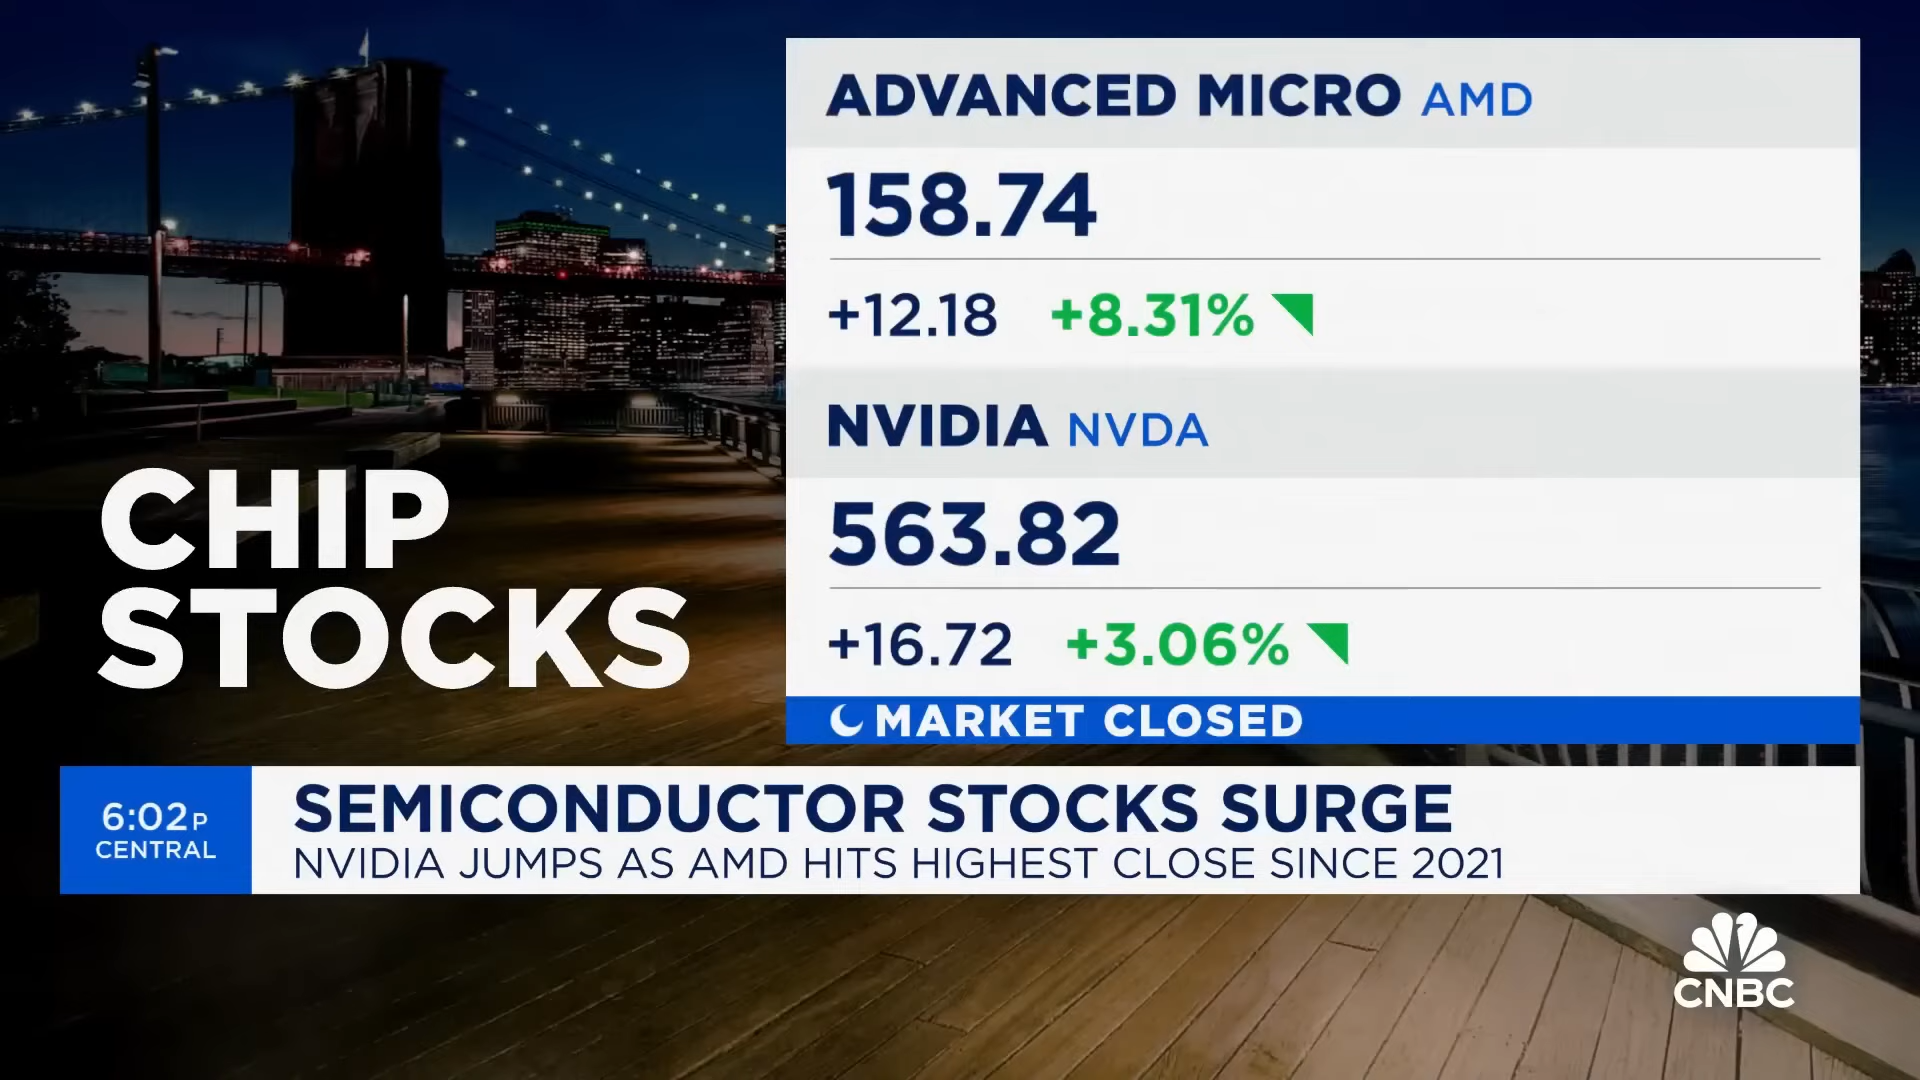 ADVANCED MICRO AMD
158.74
+12.18 +8.31%
NVIDIA NVDA
563.82
+16.72 +3.06%
MARKET CLOSED
CHIP
STOCKS
6:02P
CENTRAL
SEMICONDUCTOR STOCKS SURGE
NVIDIA JUMPS AS AMD HITS HIGHEST CLOSE SINCE 2021
CNBC